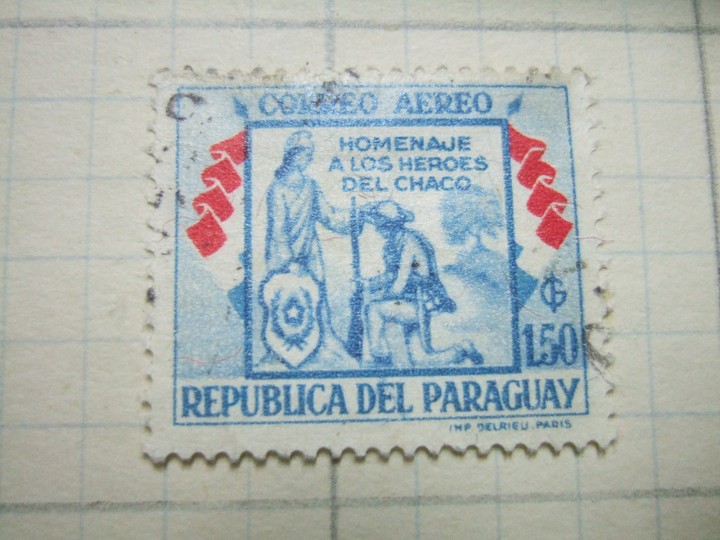 CORREO AEREO
HOMENAJE
A LOS HEROES
DEL CHACO
₲
1.50
REPUBLICA DEL PARAGUAY
IMP. DELRIEU. PARIS